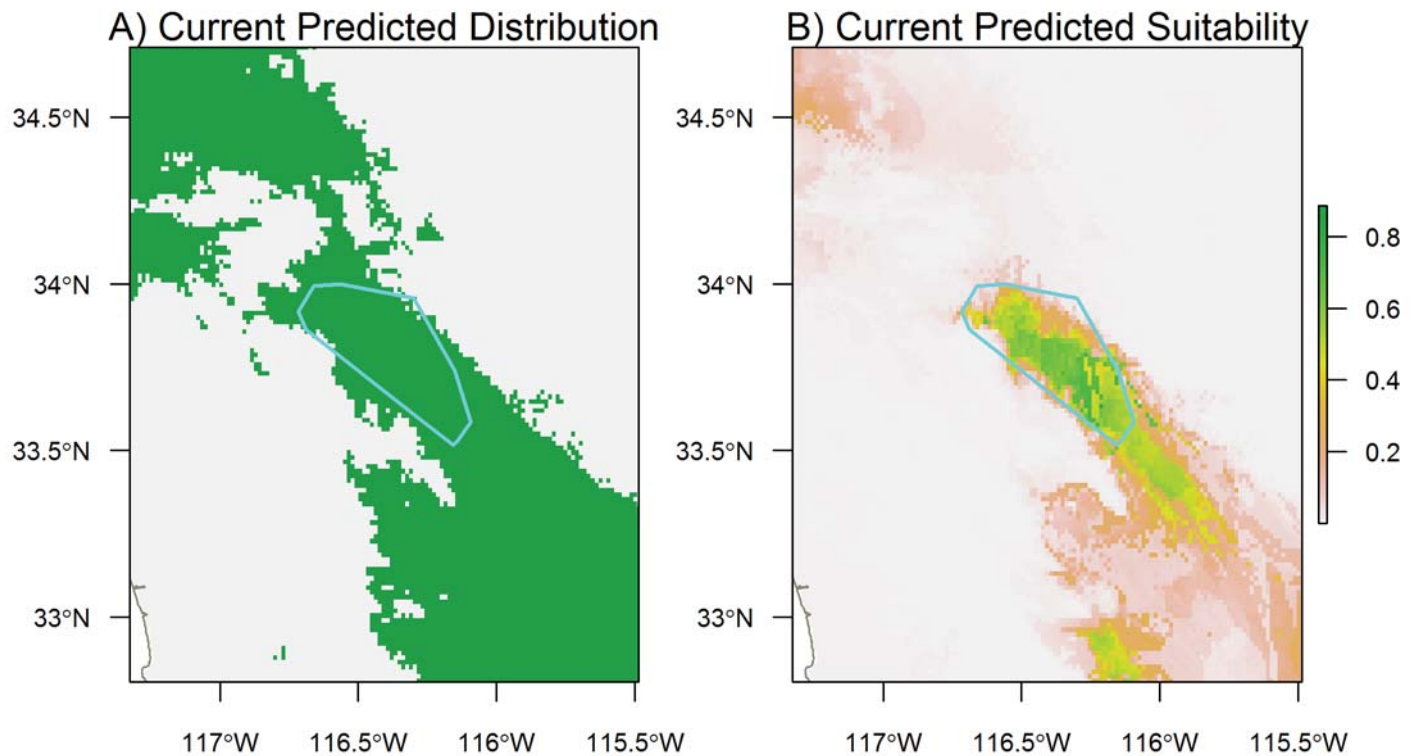 A) Current Predicted Distribution
34.5°N
34°N
33.5°N
33°N
117°W
116.5°W
116°W
115.5°W
B) Current Predicted Suitability
34.5°N
34°N
33.5°N
33°N
117°W
116.5°W
116°W
115.5°W
0.8
0.6
0.4
0.2